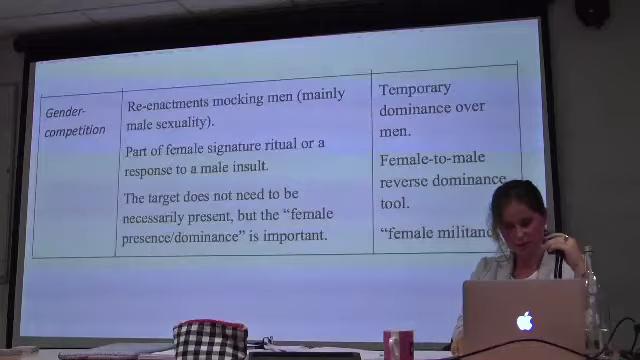 Gender-
competition
Re-enactments mocking men (mainly
male sexuality).
Part of female signature ritual or a
response to a male insult.
The target does not need to be
necessarily present, but the “female
presence/dominance” is important.
Temporary
dominance over
men.
Female-to-male
reverse dominance
tool.
“female militanc